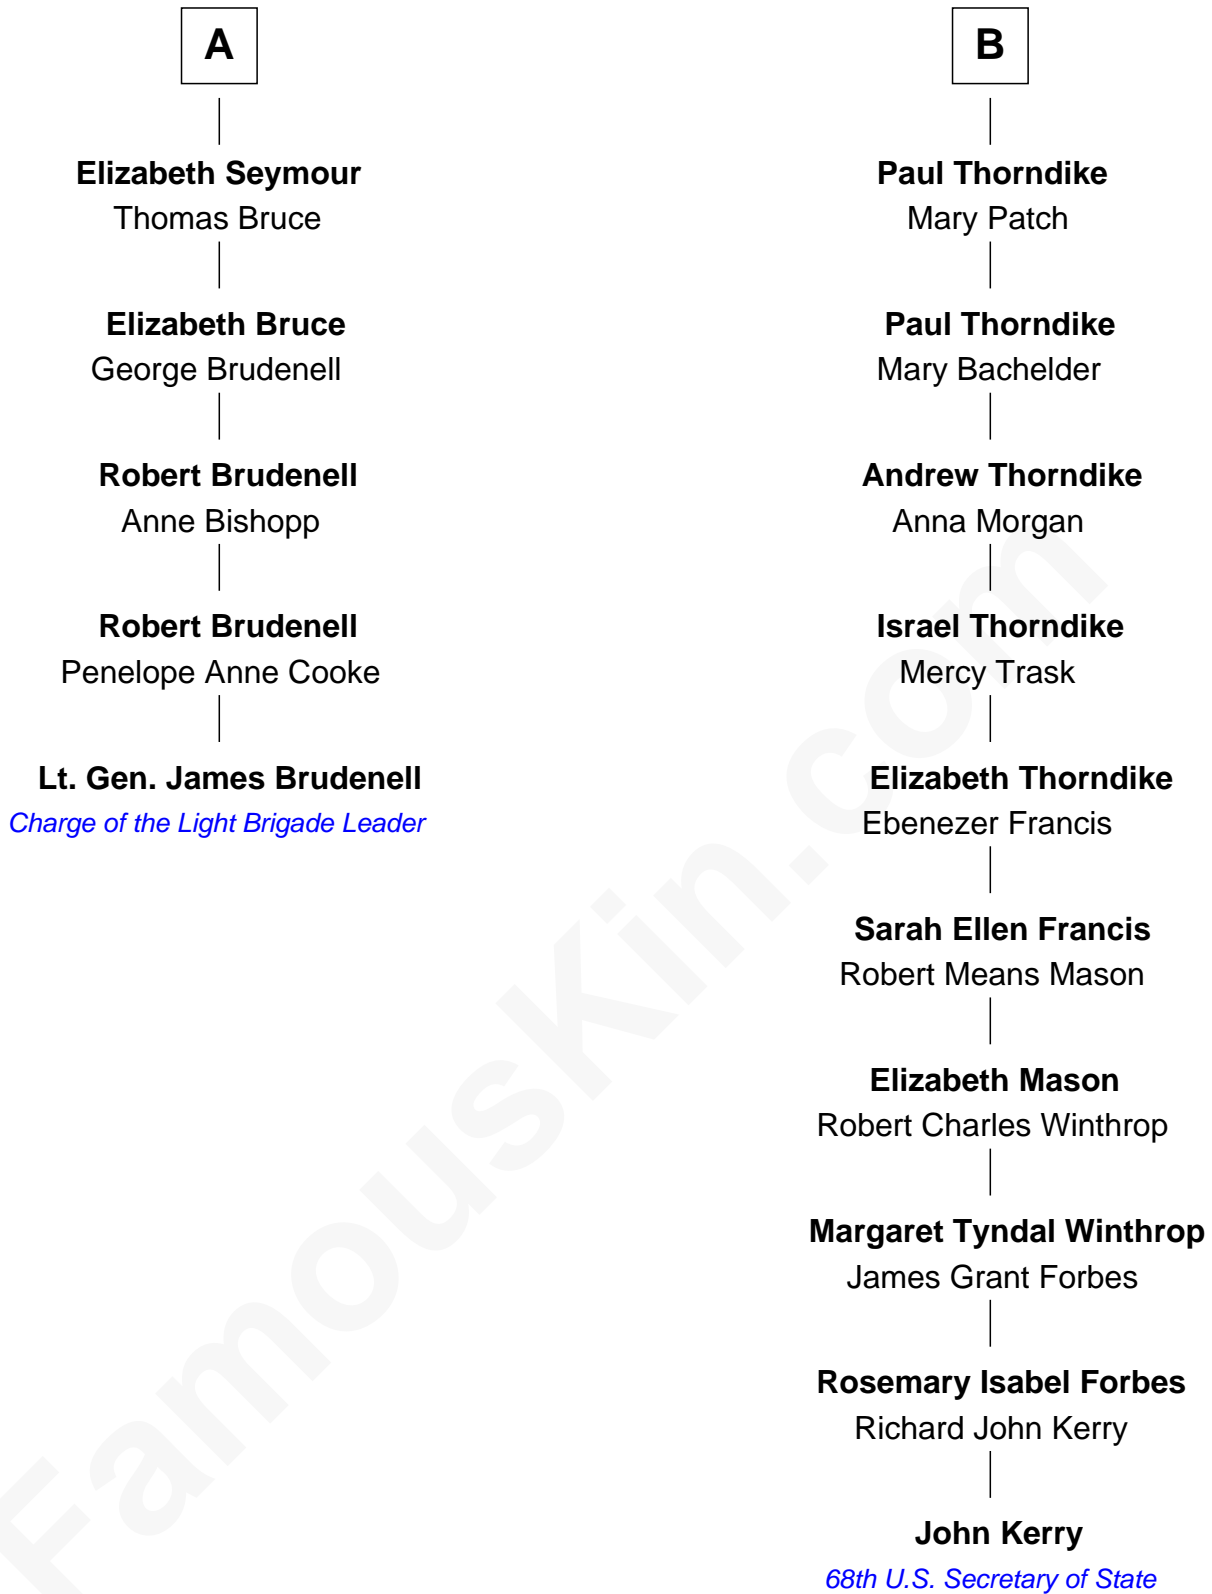 A
Elizabeth Seymour
Thomas Bruce
Elizabeth Bruce
George Brudenell
Robert Brudenell
Anne Bishopp
Robert Brudenell
Penelope Anne Cooke
Lt. Gen. James Brudenell
Charge of the Light Brigade Leader
B
Paul Thorndike
Mary Patch
Paul Thorndike
Mary Bachelder
Andrew Thorndike
Anna Morgan
Israel Thorndike
Mercy Trask
Elizabeth Thorndike
Ebenezer Francis
Sarah Ellen Francis
Robert Means Mason
Elizabeth Mason
Robert Charles Winthrop
Margaret Tyndal Winthrop
James Grant Forbes
Rosemary Isabel Forbes
Richard John Kerry
John Kerry
68th U.S. Secretary of State
FamousKin.com